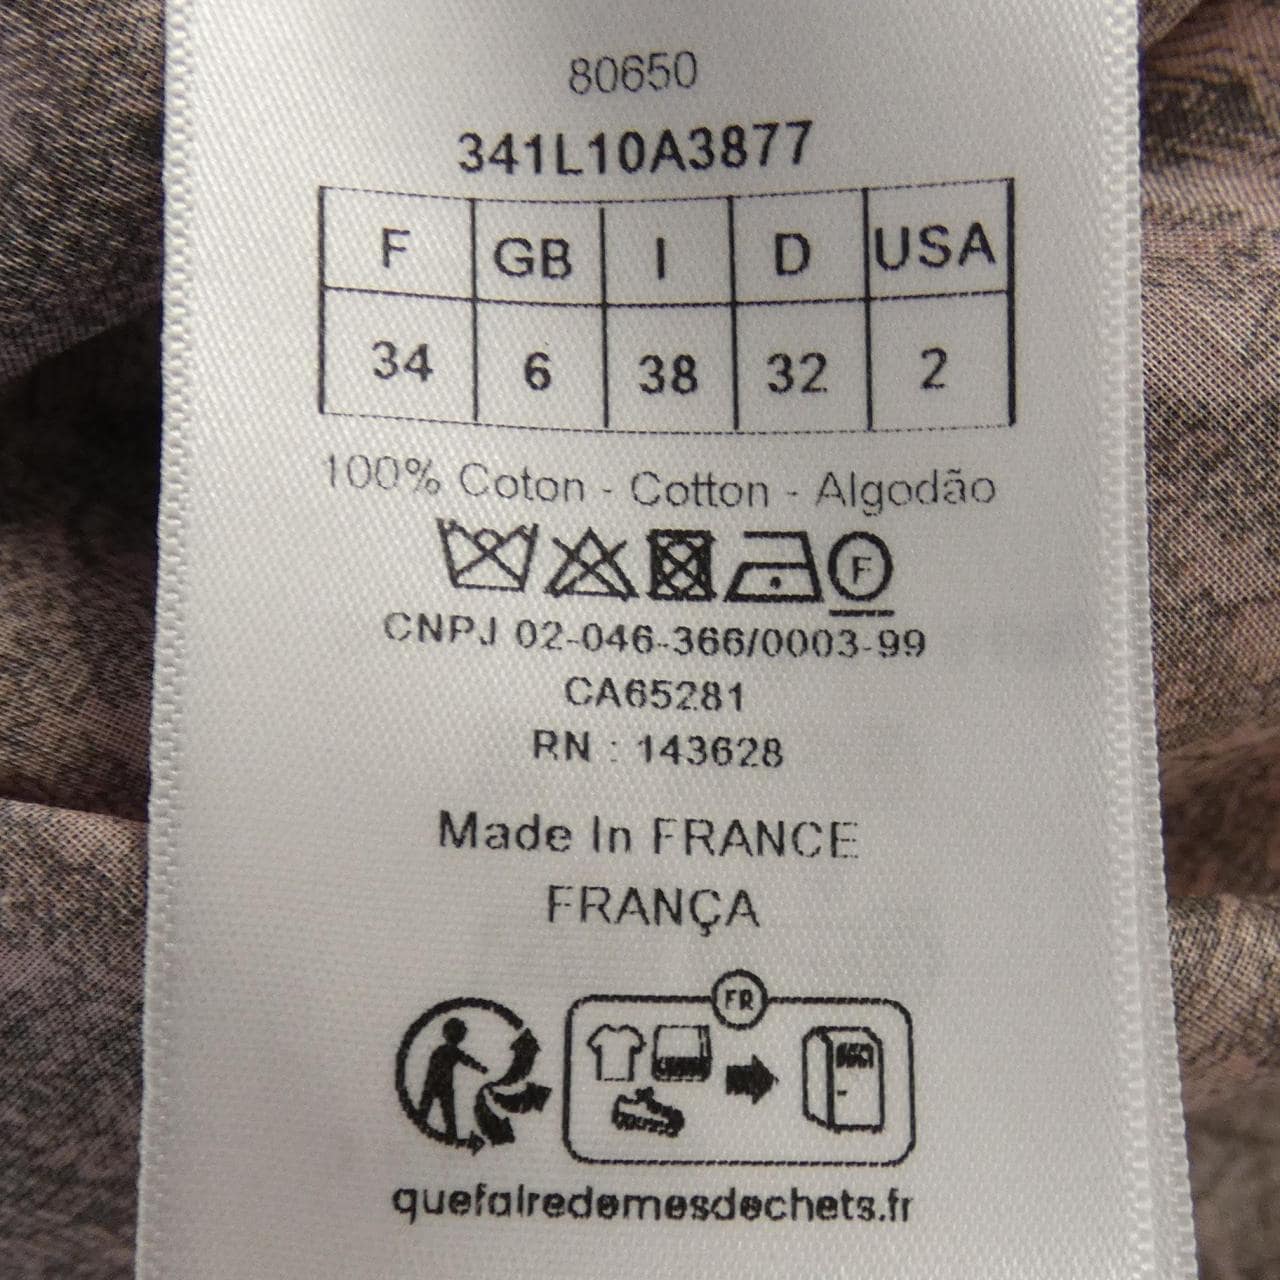 80650
341L10A3877
F GB I D USA
34 6 38 32 2
100% Coton - Cotton - Algodão
F
CNPJ 02-046-366/0003-99
CA65281
RN : 143628
Made In FRANCE
FRANÇA
FR
quefairedemesdechets.fr